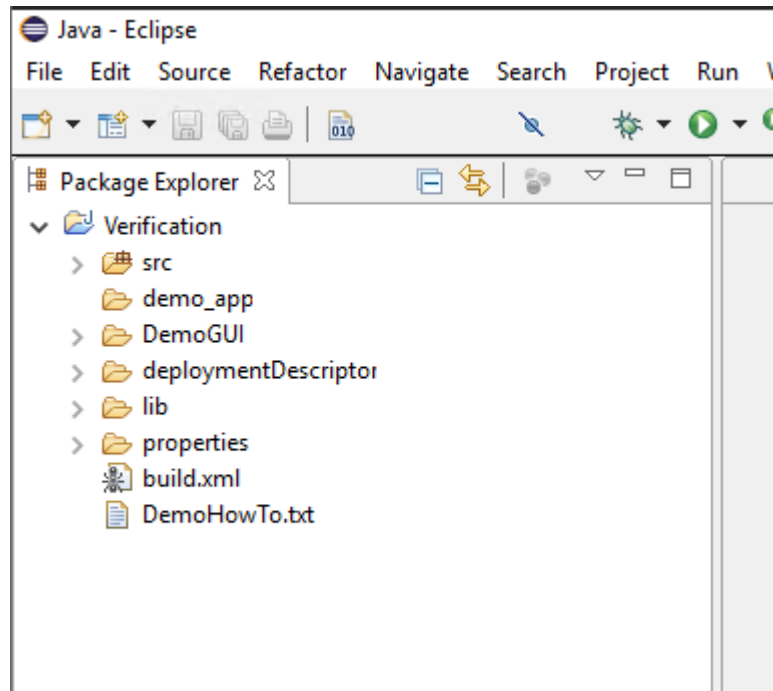 Java - Eclipse
File Edit Source Refactor Navigate Search Project Run
010
Package Explorer
Verification
src
demo_app
DemoGUI
deploymentDescriptor
lib
properties
build.xml
DemoHowTo.txt